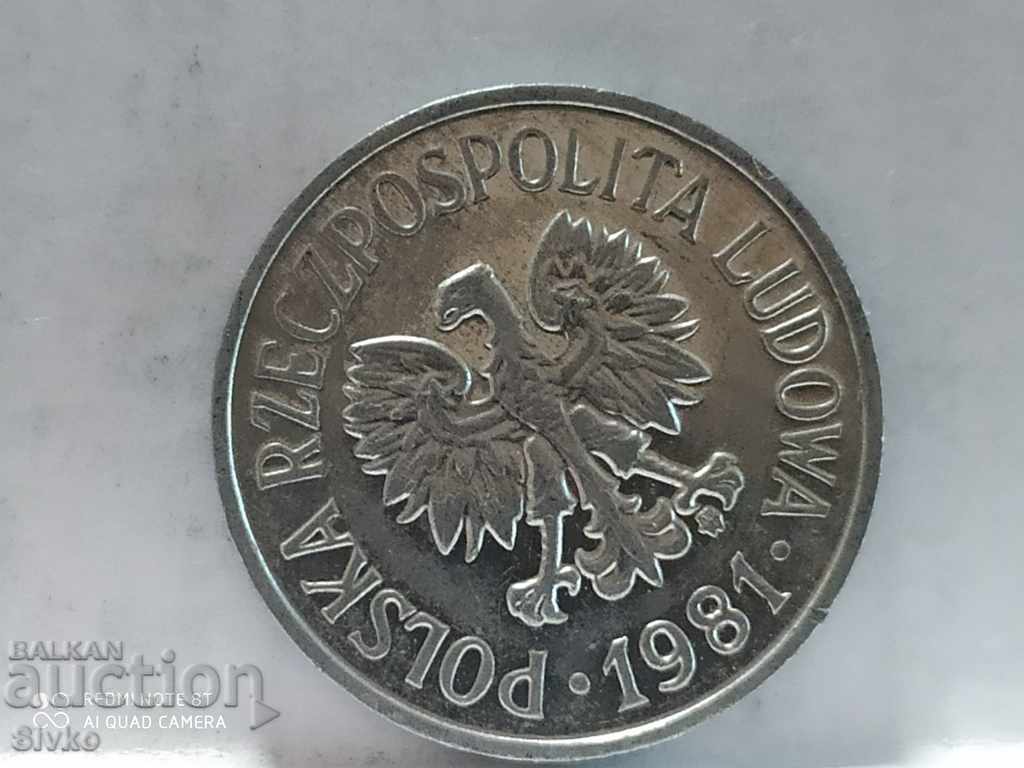 POLSKA RZECZPOSPOLITA LUDOWA
· 1981 ·
BALKAN
auction
REDMI NOTE 8T
AI QUAD CAMERA
Sivko